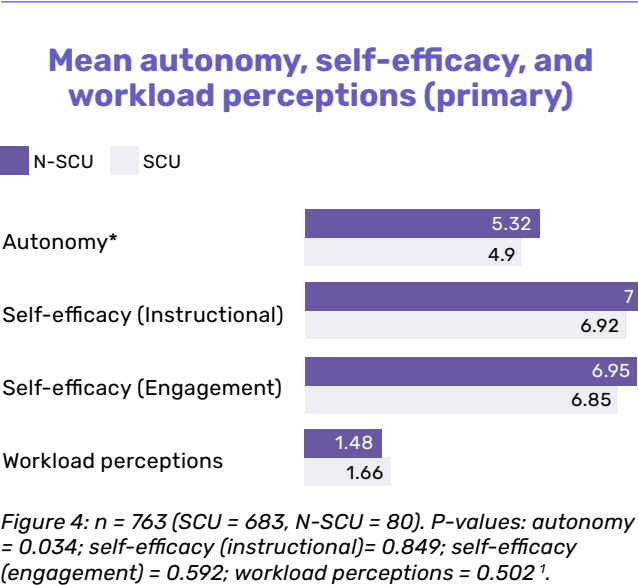 Mean autonomy, self-efficacy, and
workload perceptions (primary)
N-SCU SCU
Autonomy*
5.32
4.9
Self-efficacy (Instructional)
7
6.92
Self-efficacy (Engagement)
6.95
6.85
Workload perceptions
1.48
1.66
Figure 4: n = 763 (SCU = 683, N-SCU = 80). P-values: autonomy
= 0.034; self-efficacy (instructional)= 0.849; self-efficacy
(engagement) = 0.592; workload perceptions = 0.502 ¹.